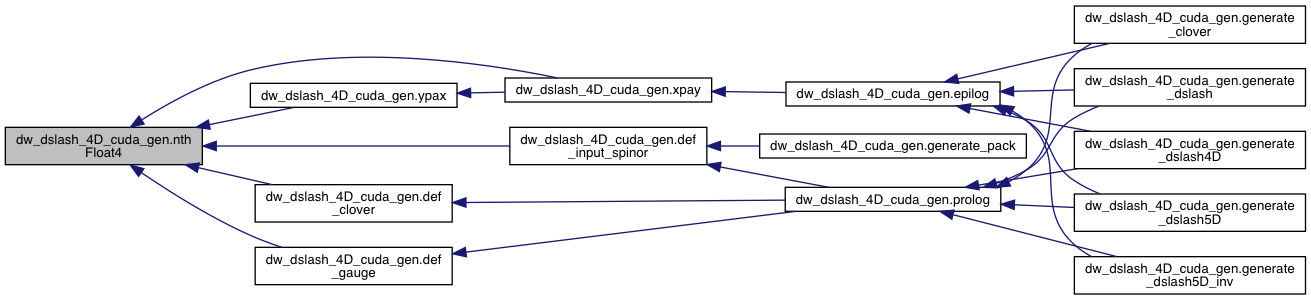 dw_dslash_4D_cuda_gen.nth
Float4
dw_dslash_4D_cuda_gen.ypax
dw_dslash_4D_cuda_gen.xpay
dw_dslash_4D_cuda_gen.def
_input_spinor
dw_dslash_4D_cuda_gen.def
_clover
dw_dslash_4D_cuda_gen.def
_gauge
dw_dslash_4D_cuda_gen.epilog
dw_dslash_4D_cuda_gen.generate_pack
dw_dslash_4D_cuda_gen.prolog
dw_dslash_4D_cuda_gen.generate
_clover
dw_dslash_4D_cuda_gen.generate
_dslash
dw_dslash_4D_cuda_gen.generate
_dslash4D
dw_dslash_4D_cuda_gen.generate
_dslash5D
dw_dslash_4D_cuda_gen.generate
_dslash5D_inv